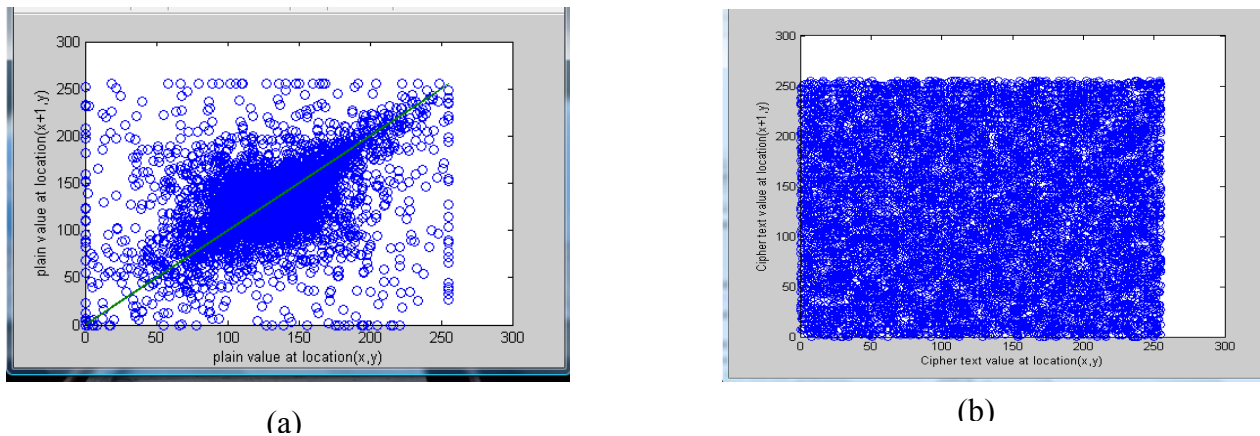 300
250
200
150
100
50
0
0 50 100 150 200 250 300
plain value at location(x+1,y)
plain value at location(x,y)
(a)
300
250
200
150
100
50
0
0 50 100 150 200 250 300
Cipher text value at location(x+1,y)
Cipher text value at location(x,y)
(b)